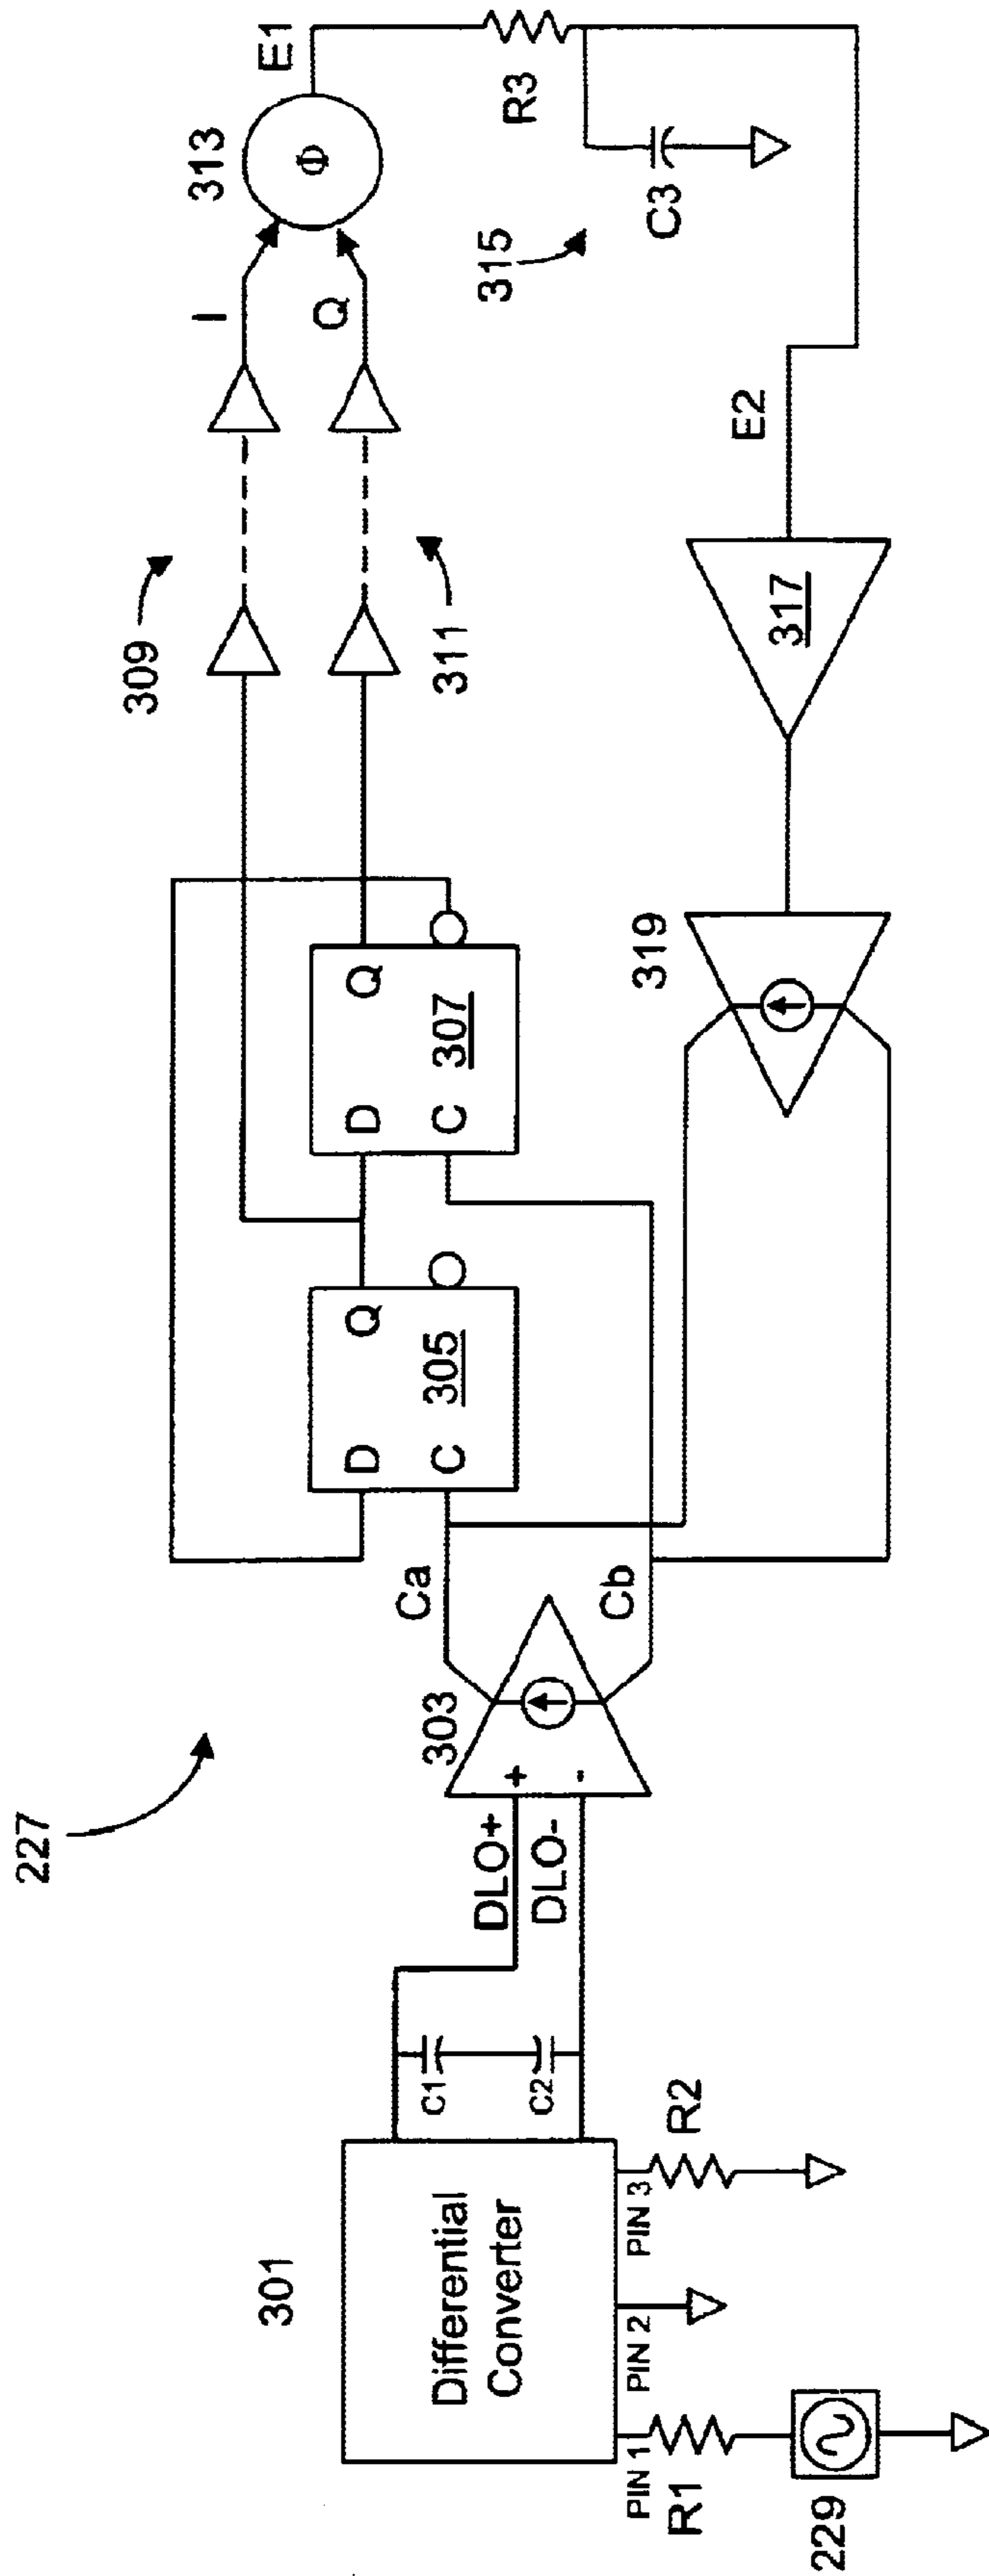 227
301
Differential
Converter
PIN 1
PIN 2
PIN 3
R1
R2
229
C1
C2
DLO+
DLO-
303
+
-
Ca
Cb
D
Q
C
305
D
Q
C
307
309
311
I
Q
313
Φ
E1
R3
315
C3
E2
317
319